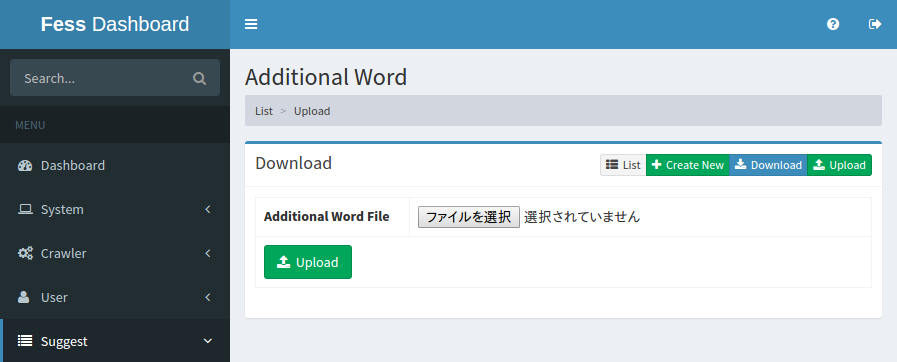 Fess Dashboard
Search...
MENU
Dashboard
System
Crawler
User
Suggest
Additional Word
List > Upload
Download
List Create New Download Upload
Additional Word File ファイルを選択 選択されていません
Upload